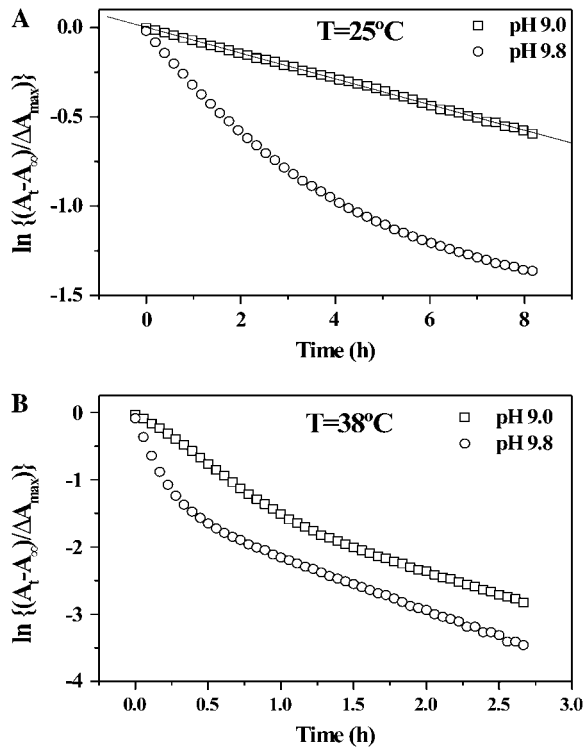 A
T=25ºC
pH 9.0
pH 9.8
ln {(At-A∞)/ΔAmax)}
0.0
-0.5
-1.0
-1.5
0
2
4
6
8
Time (h)
B
T=38ºC
pH 9.0
pH 9.8
ln {(At-A∞)/ΔAmax)}
0
-1
-2
-3
-4
0.0
0.5
1.0
1.5
2.0
2.5
3.0
Time (h)